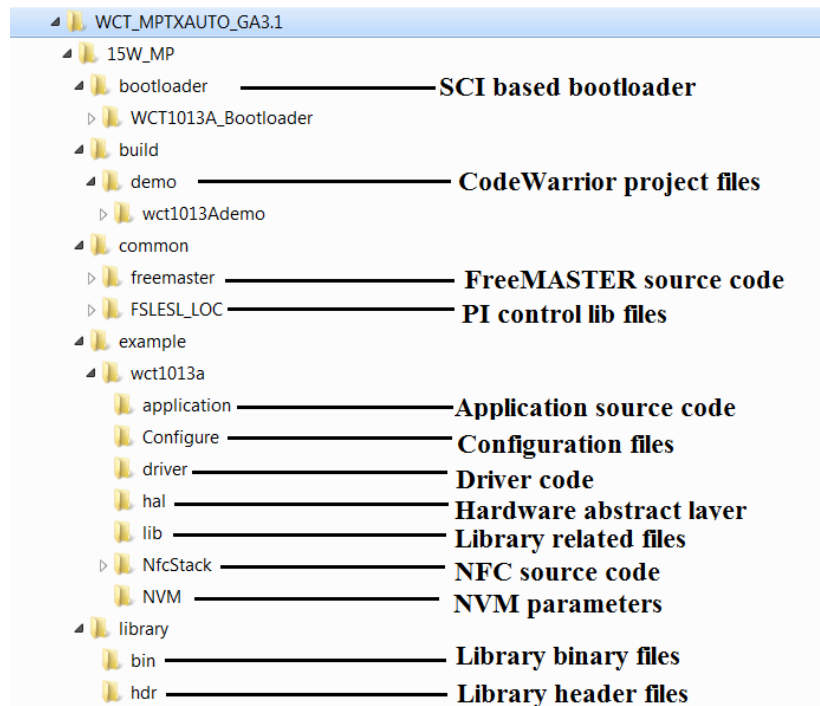 WCT_MPTXAUTO_GA3.1
15W_MP
bootloader SCI based bootloader
WCT1013A_Bootloader
build
demo CodeWarrior project files
wct1013Ademo
common
freemaster FreeMASTER source code
FSLESL_LOC PI control lib files
example
wct1013a
application Application source code
Configure Configuration files
driver Driver code
hal Hardware abstract layer
lib Library related files
NfcStack NFC source code
NVM NVM parameters
library
bin Library binary files
hdr Library header files